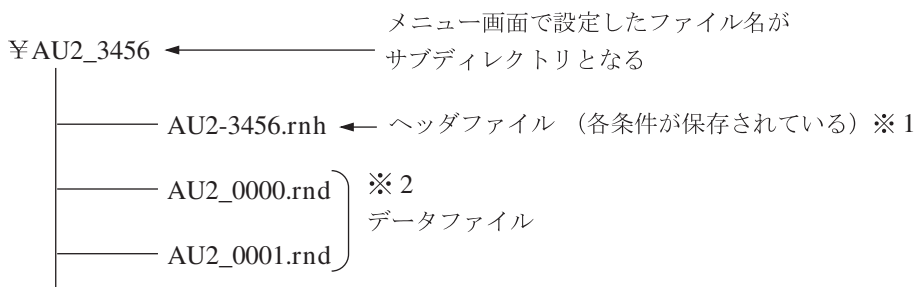 メニュー画面で設定したファイル名が
￥AU2_3456
サブディレクトリとなる
AU2-3456.rnh
ヘッダファイル （各条件が保存されている）※1
AU2_0000.rnd
※2
データファイル
AU2_0001.rnd